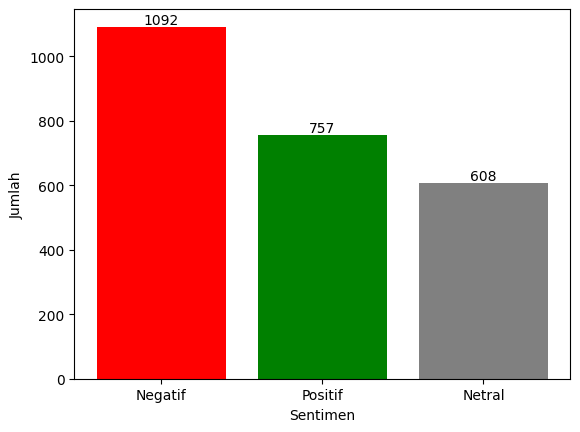 1092
757
608
Jumlah
1000
800
600
400
200
0
Negatif
Positif
Netral
Sentimen